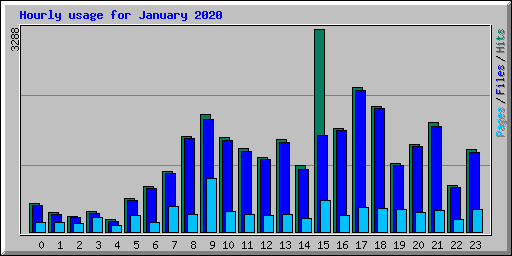 Hourly usage for January 2020
3288
Pages / Files / Hits
0 1 2 3 4 5 6 7 8 9 10 11 12 13 14 15 16 17 18 19 20 21 22 23